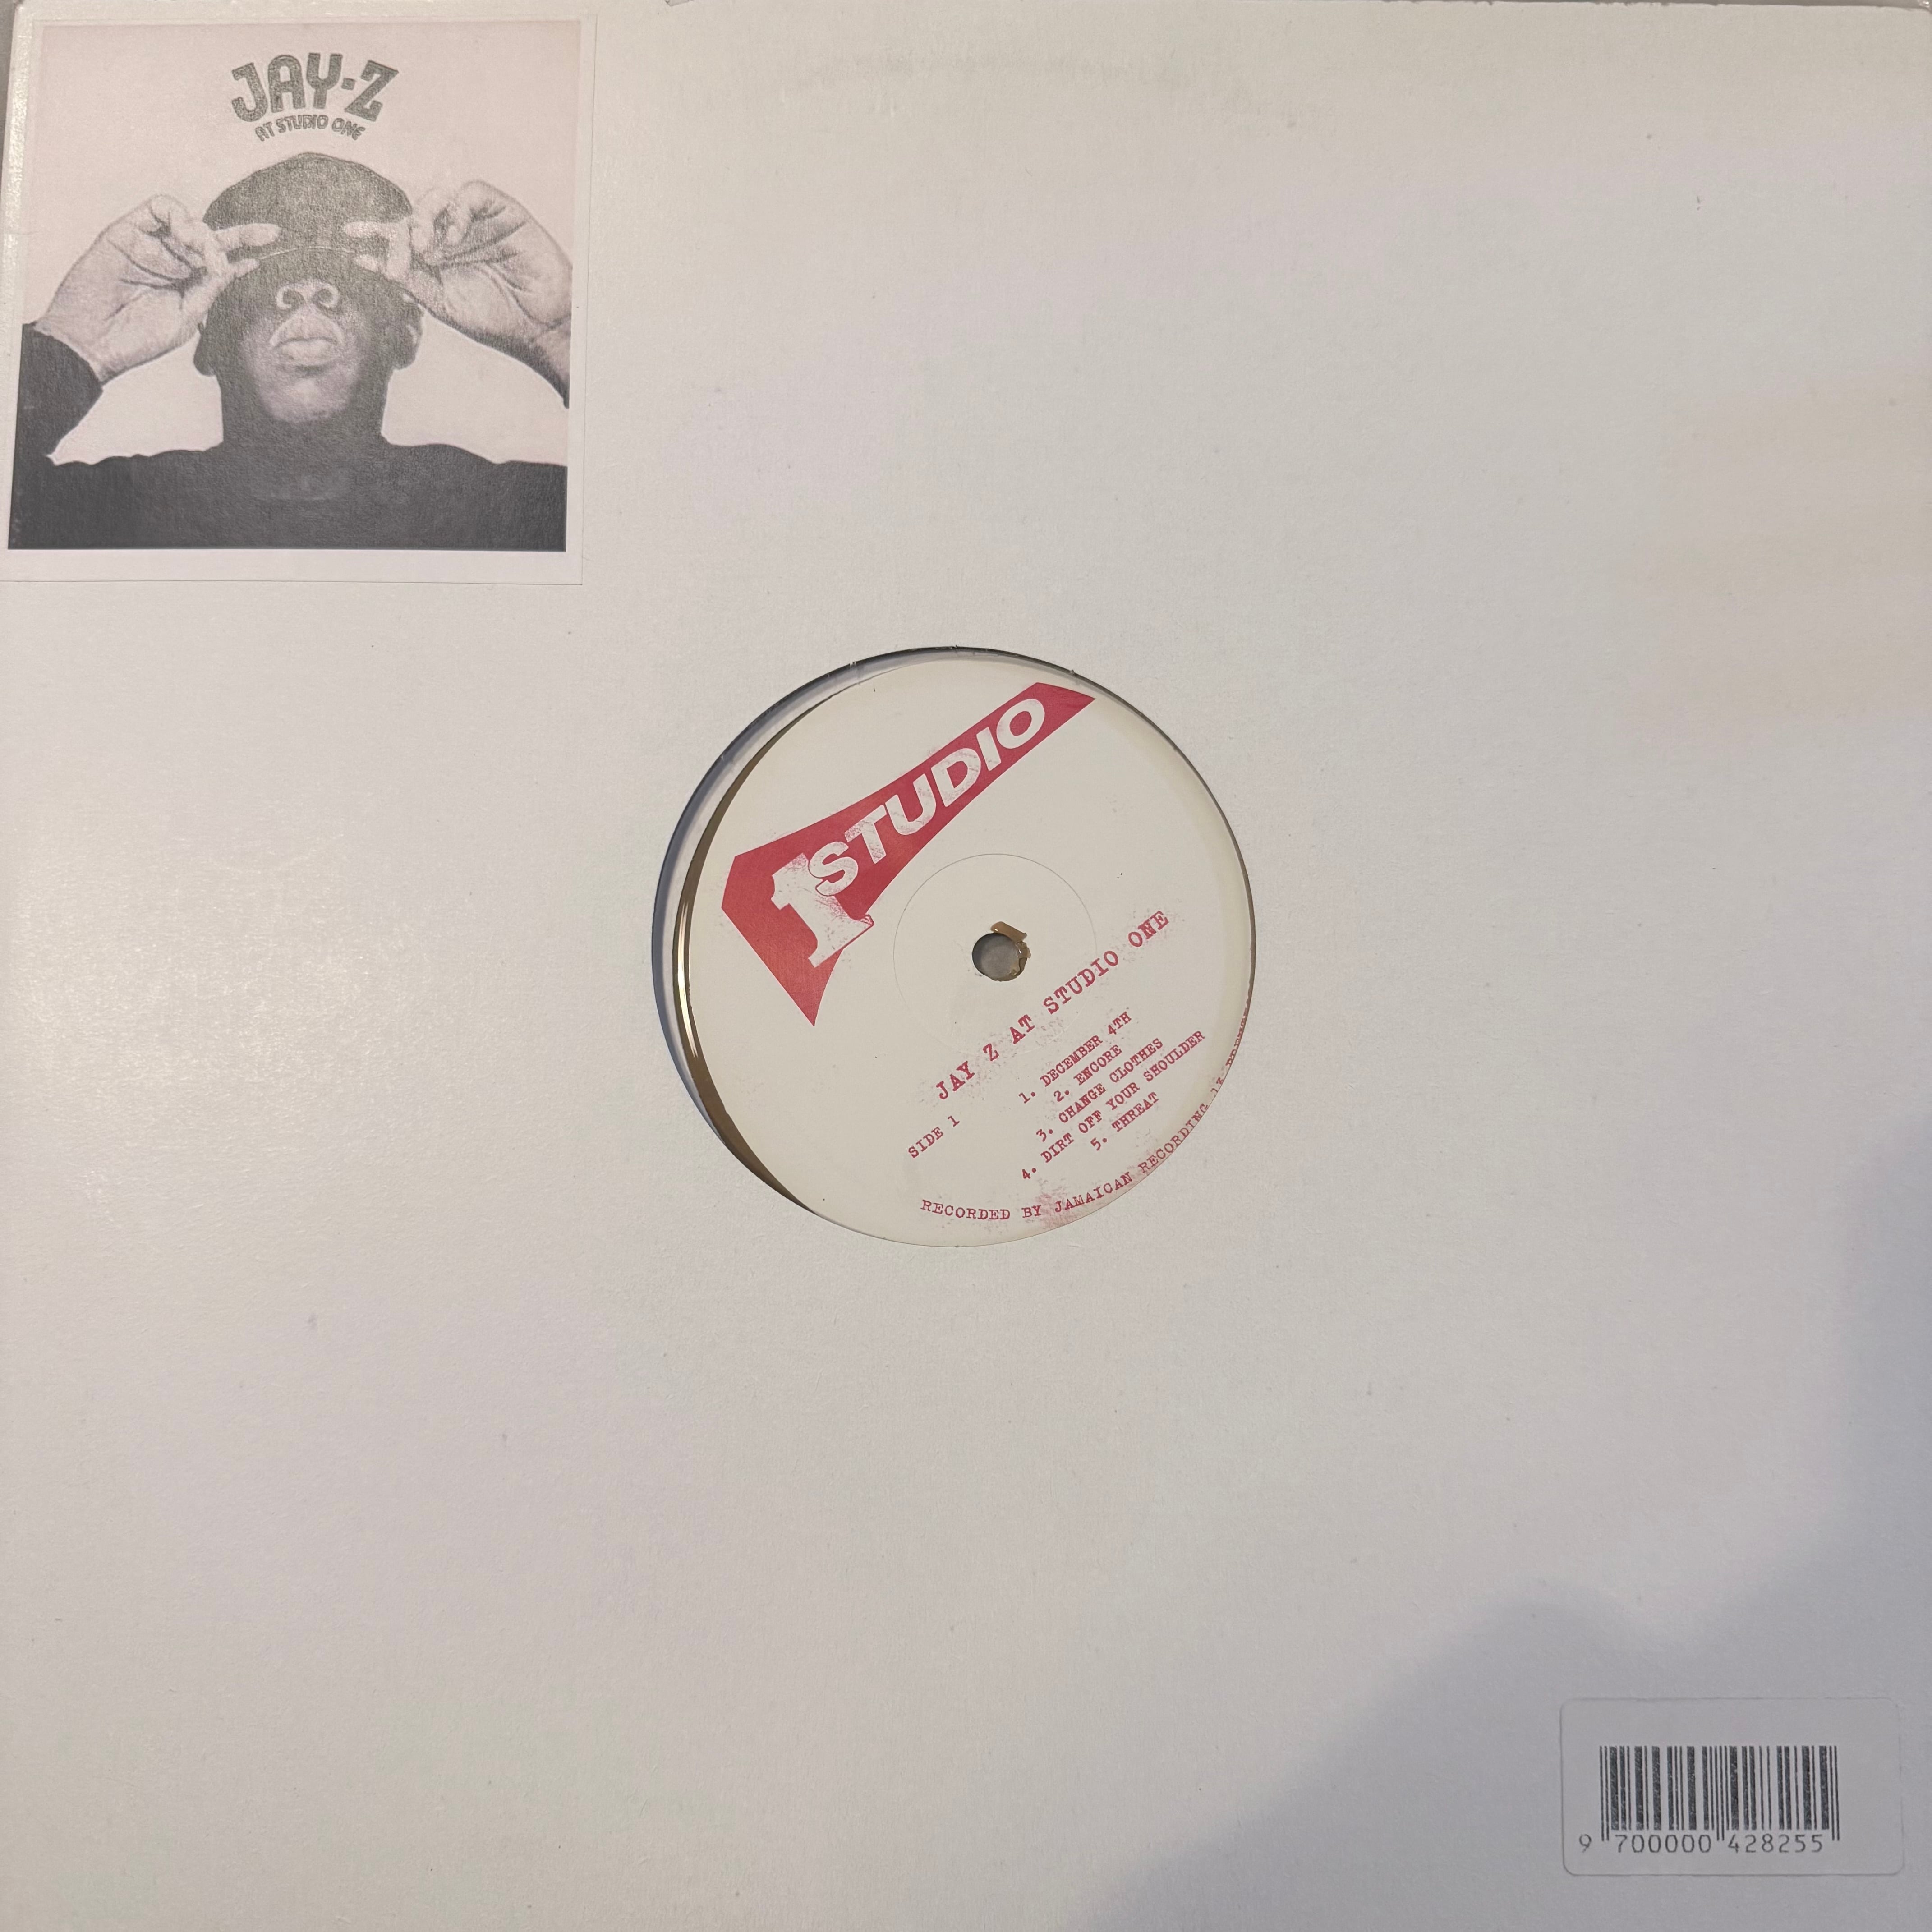 JAY-Z
AT STUDIO ONE
1 STUDIO
JAY Z AT STUDIO ONE
SIDE 1
1. DECEMBER 4TH
2. ENCORE
3. CHANGE CLOTHES
4. DIRT OFF YOUR SHOULDER
5. THREAT
RECORDED BY JAMAICAN RECORDING
9 700000 428255